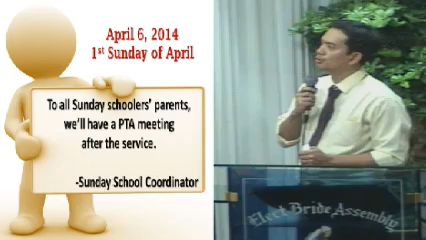 April 6, 2014
1st Sunday of April
To all Sunday schoolers' parents,
we'll have a PTA meeting
after the service.
-Sunday School Coordinator
Elect Bride Assembly